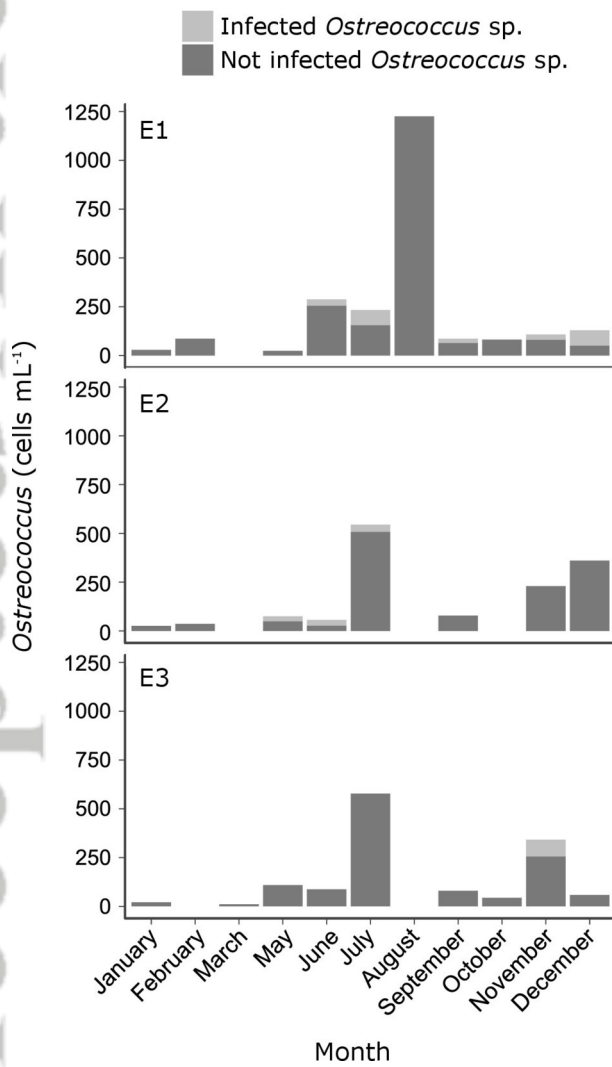 Infected Ostreococcus sp.
Not infected Ostreococcus sp.
Ostreococcus (cells mL-1)
E1
1250
1000
750
500
250
0
E2
1250
1000
750
500
250
0
E3
1250
1000
750
500
250
0
January
February
March
May
June
July
August
September
October
November
December
Month